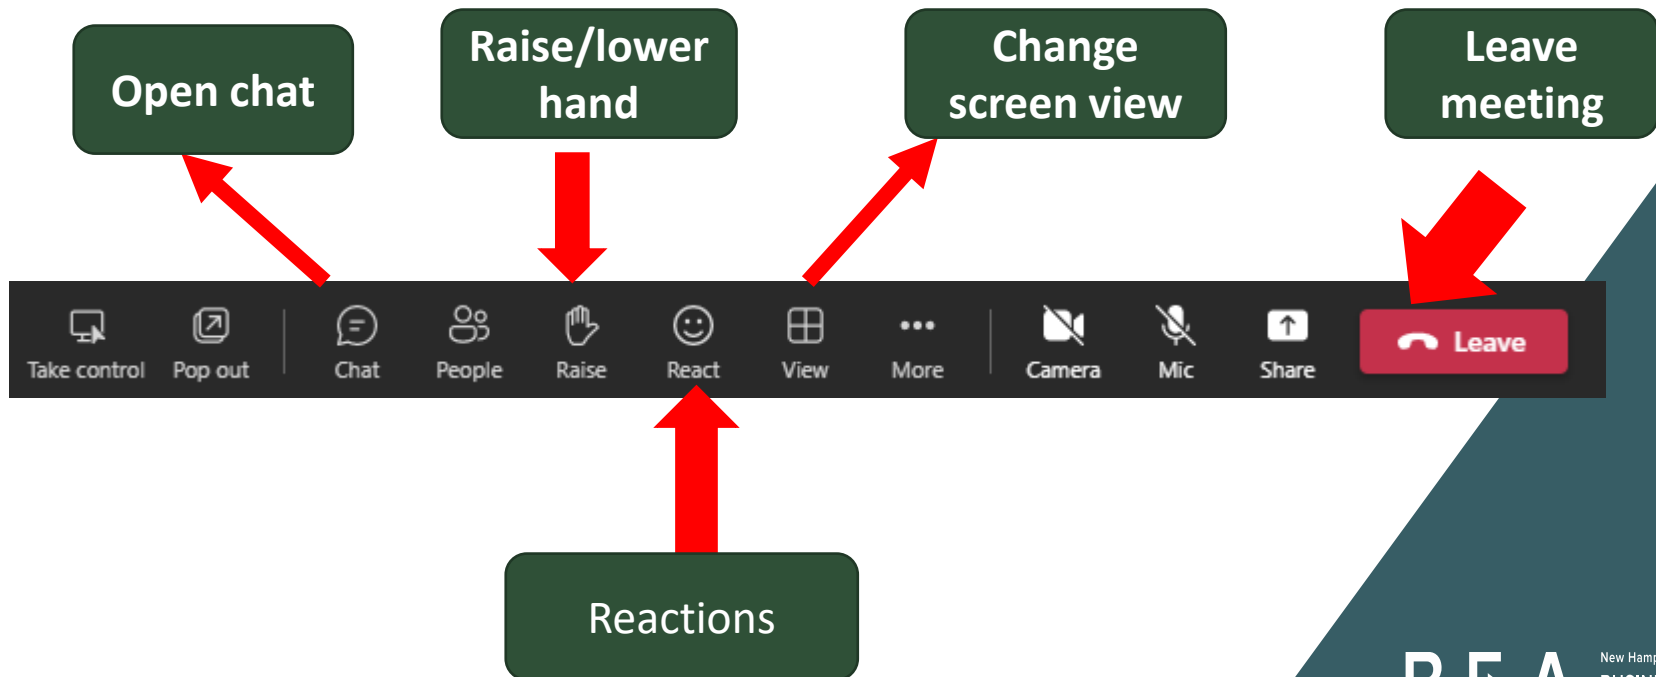 Open chat
Raise/lower
hand
Change
screen view
Leave
meeting
Take control
Pop out
Chat
People
Raise
React
View
More
Camera
Mic
Share
Leave
Reactions
B E A
New Hamp